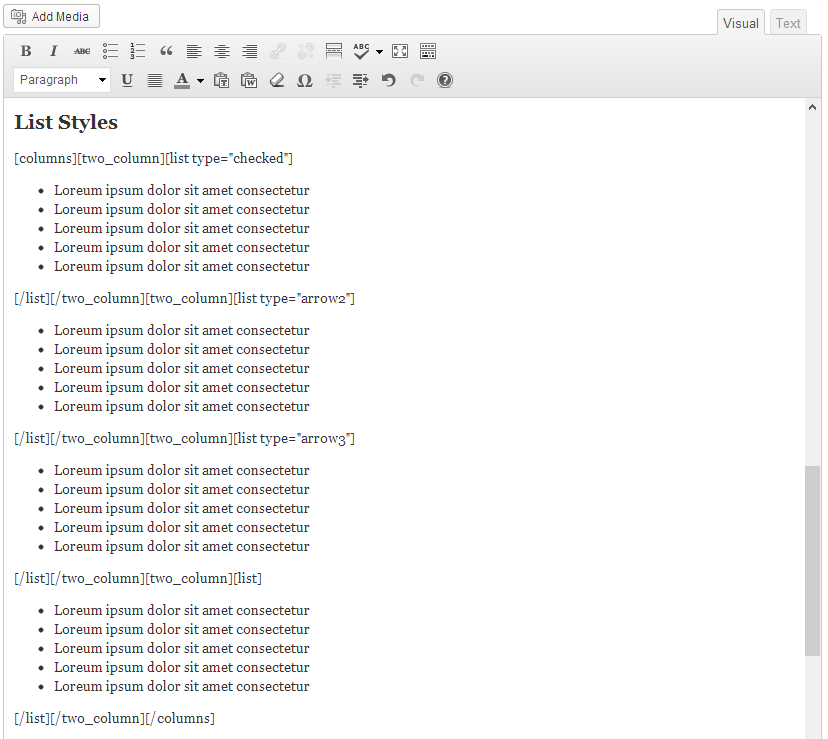 Add Media
Visual Text
B I ABC ABC
Paragraph U A T W Ω ?
List Styles
[columns][two_column][list type="checked"]
Loreum ipsum dolor sit amet consectetur
Loreum ipsum dolor sit amet consectetur
Loreum ipsum dolor sit amet consectetur
Loreum ipsum dolor sit amet consectetur
Loreum ipsum dolor sit amet consectetur
[/list][/two_column][two_column][list type="arrow2"]
Loreum ipsum dolor sit amet consectetur
Loreum ipsum dolor sit amet consectetur
Loreum ipsum dolor sit amet consectetur
Loreum ipsum dolor sit amet consectetur
Loreum ipsum dolor sit amet consectetur
[/list][/two_column][two_column][list type="arrow3"]
Loreum ipsum dolor sit amet consectetur
Loreum ipsum dolor sit amet consectetur
Loreum ipsum dolor sit amet consectetur
Loreum ipsum dolor sit amet consectetur
Loreum ipsum dolor sit amet consectetur
[/list][/two_column][two_column][list]
Loreum ipsum dolor sit amet consectetur
Loreum ipsum dolor sit amet consectetur
Loreum ipsum dolor sit amet consectetur
Loreum ipsum dolor sit amet consectetur
Loreum ipsum dolor sit amet consectetur
[/list][/two_column][/columns]